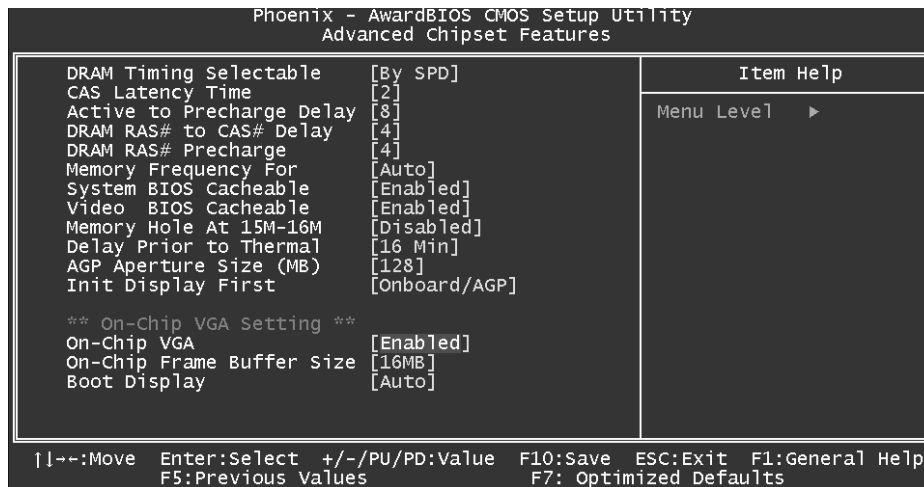 Phoenix - AwardBIOS CMOS Setup Utility
Advanced Chipset Features
DRAM Timing Selectable [By SPD]
CAS Latency Time [2]
Active to Precharge Delay [8]
DRAM RAS# to CAS# Delay [4]
DRAM RAS# Precharge [4]
Memory Frequency For [Auto]
System BIOS Cacheable [Enabled]
Video BIOS Cacheable [Enabled]
Memory Hole At 15M-16M [Disabled]
Delay Prior to Thermal [16 Min]
AGP Aperture Size (MB) [128]
Init Display First [Onboard/AGP]
** On-Chip VGA Setting **
On-Chip VGA [Enabled]
On-Chip Frame Buffer Size [16MB]
Boot Display [Auto]
Item Help
Menu Level ▶
↑↓→←:Move Enter:Select +/-/PU/PD:Value F10:Save ESC:Exit F1:General Help
F5:Previous Values F7: Optimized Defaults